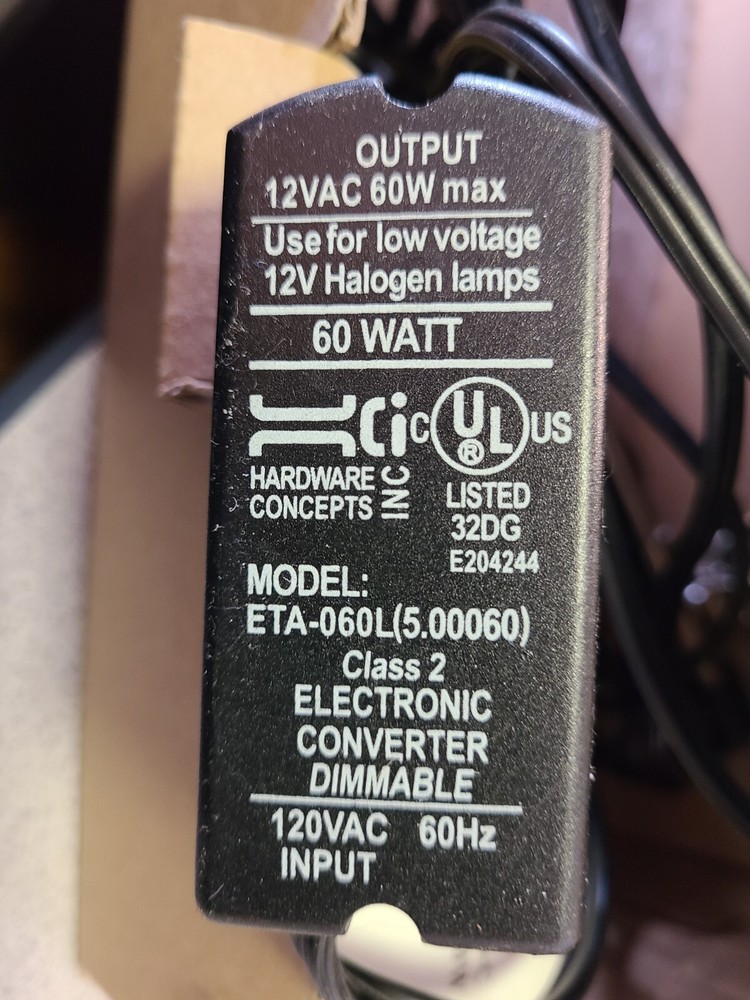 OUTPUT
12VAC 60W max
Use for low voltage
12V Halogen lamps
60 WATT
HCi
C UL® US
HARDWARE
CONCEPTS INC
LISTED
32DG
E204244
MODEL:
ETA-060L(5.00060)
Class 2
ELECTRONIC
CONVERTER
DIMMABLE
120VAC 60Hz
INPUT